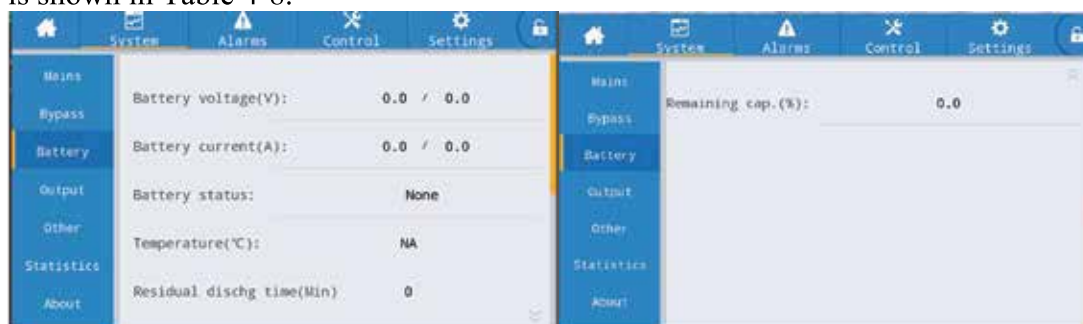 is shown in Table 4-6.
System Alarms Control Settings
Mains
Bypass
Battery
Output
Other
Statistics
About
Battery voltage(V): 0.0 / 0.0
Battery current(A): 0.0 / 0.0
Battery status: None
Temperature(℃): NA
Residual dischg time(Min) 0
System Alarms Control Settings
Mains
Bypass
Battery
Output
Other
Statistics
About
Remaining cap.(%): 0.0